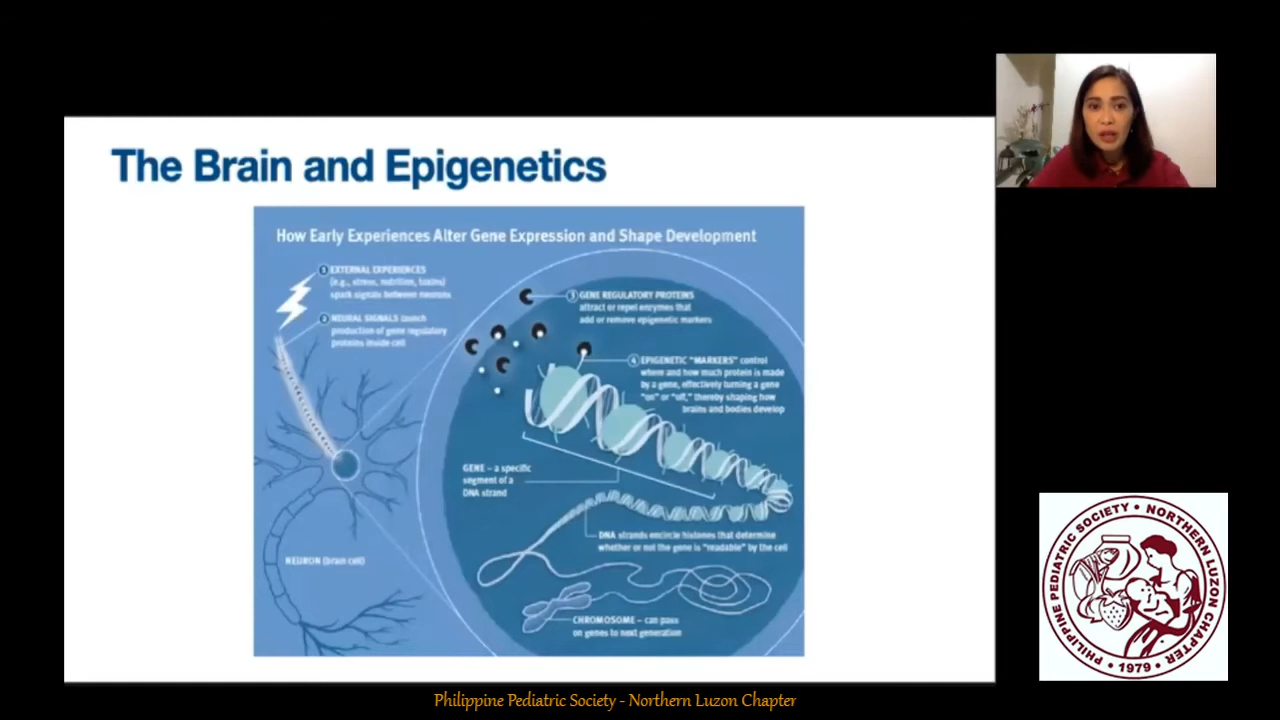 The Brain and Epigenetics
How Early Experiences Alter Gene Expression and Shape Development
1 EXTERNAL EXPERIENCES
(e.g., stress, nutrition, toxins)
spark signals between neurons
2 NEURAL SIGNALS launch
production of gene regulatory
proteins inside cell
3 GENE REGULATORY PROTEINS
attract or repel enzymes that
add or remove epigenetic markers
4 EPIGENETIC "MARKERS" control
where and how much protein is made
by a gene, effectively turning a gene
"on" or "off," thereby shaping how
brains and bodies develop
GENE – a specific
segment of a
DNA strand
DNA strands encircle histones that determine
whether or not the gene is "readable" by the cell
NEURON (brain cell)
CHROMOSOME – can pass
on genes to next generation
PHILIPPINE PEDIATRIC SOCIETY • NORTHERN LUZON CHAPTER
• 1979 •
Philippine Pediatric Society - Northern Luzon Chapter